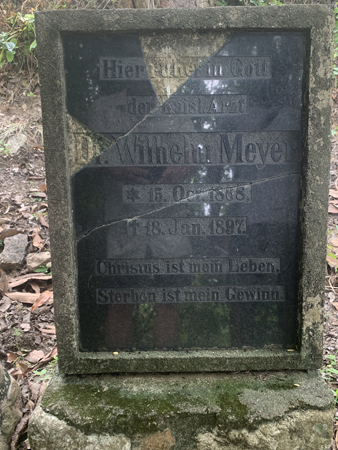 Hier ruhet in Gott
der kaisl. Arzt
Dr. Wilhelm Meyer
* 15. Oct. 1868.
† 18. Jan. 1897.
Christus ist mein Leben,
Sterben ist mein Gewinn.